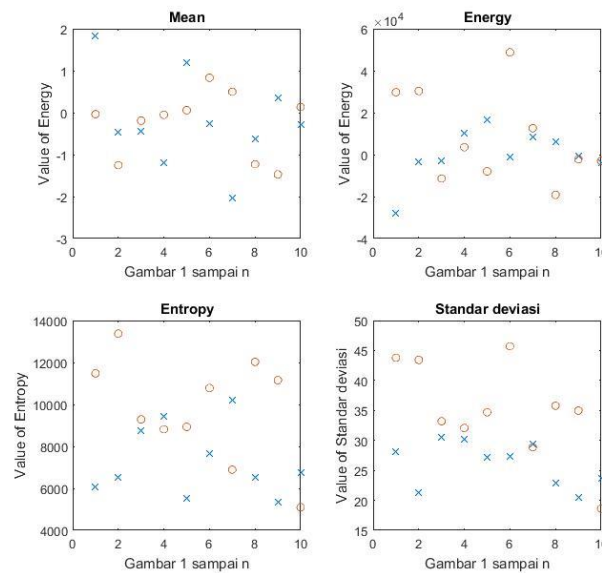 Mean
Value of Energy
2
1
0
-1
-2
-3
0 2 4 6 8 10
Gambar 1 sampai n
Energy
×10^4
Value of Energy
6
4
2
0
-2
-4
0 2 4 6 8 10
Gambar 1 sampai n
Entropy
Value of Entropy
14000
12000
10000
8000
6000
4000
0 2 4 6 8 10
Gambar 1 sampai n
Standar deviasi
Value of Standar deviasi
50
45
40
35
30
25
20
15
0 2 4 6 8 10
Gambar 1 sampai n